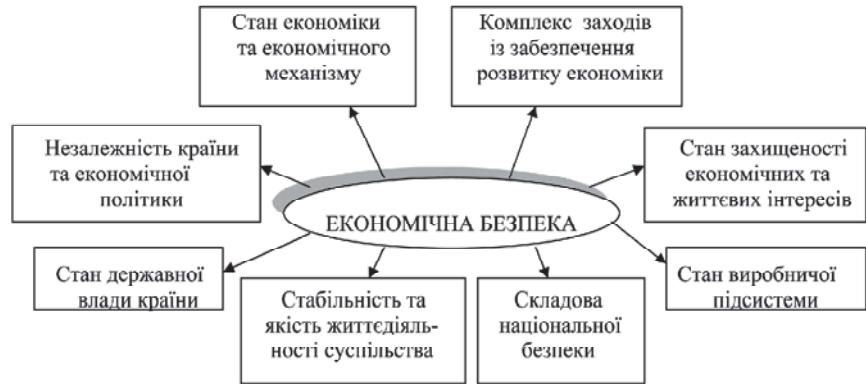 Стан економіки
та економічного
механізму
Комплекс заходів
із забезпечення
розвитку економіки
Незалежність країни
та економічної
політики
Стан захищеності
економічних та
життєвих інтересів
ЕКОНОМІЧНА БЕЗПЕКА
Стан державної
влади країни
Стабільність та
якість життєдіяль-
ності суспільства
Складова
національної
безпеки
Стан виробничої
підсистеми